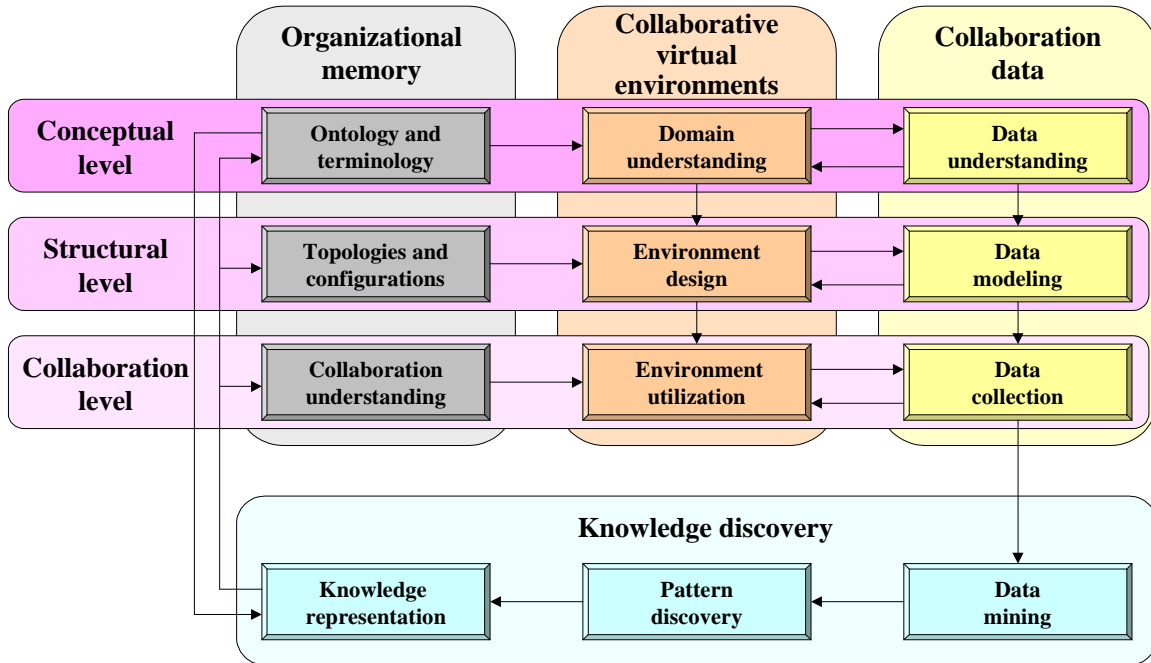 Organizational
memory
Collaborative
virtual
environments
Collaboration
data
Conceptual
level
Ontology and
terminology
Domain
understanding
Data
understanding
Structural
level
Topologies and
configurations
Environment
design
Data
modeling
Collaboration
level
Collaboration
understanding
Environment
utilization
Data
collection
Knowledge discovery
Knowledge
representation
Pattern
discovery
Data
mining